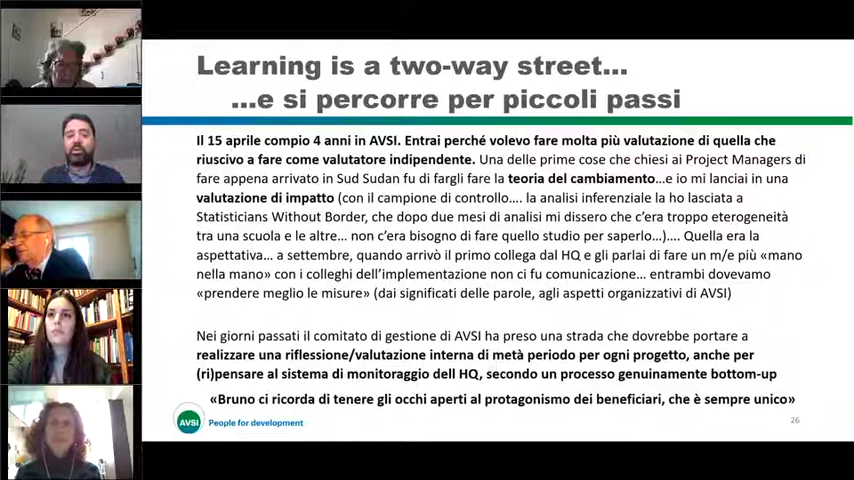 Learning is a two-way street…
…e si percorre per piccoli passi
Il 15 aprile compio 4 anni in AVSI. Entrai perché volevo fare molta più valutazione di quella che
riuscivo a fare come valutatore indipendente. Una delle prime cose che chiesi ai Project Managers di
fare appena arrivato in Sud Sudan fu di fargli fare la teoria del cambiamento…e io mi lanciai in una
valutazione di impatto (con il campione di controllo…. la analisi inferenziale la ho lasciata a
Statisticians Without Border, che dopo due mesi di analisi mi dissero che c'era troppo eterogeneità
tra una scuola e le altre… non c'era bisogno di fare quello studio per saperlo…)…. Quella era la
aspettativa… a settembre, quando arrivò il primo collega dal HQ e gli parlai di fare un m/e più «mano
nella mano» con i colleghi dell'implementazione non ci fu comunicazione… entrambi dovevamo
«prendere meglio le misure» (dai significati delle parole, agli aspetti organizzativi di AVSI)
Nei giorni passati il comitato di gestione di AVSI ha preso una strada che dovrebbe portare a
realizzare una riflessione/valutazione interna di metà periodo per ogni progetto, anche per
(ri)pensare al sistema di monitoraggio dell HQ, secondo un processo genuinamente bottom-up
«Bruno ci ricorda di tenere gli occhi aperti al protagonismo dei beneficiari, che è sempre unico»
AVSI People for development
26